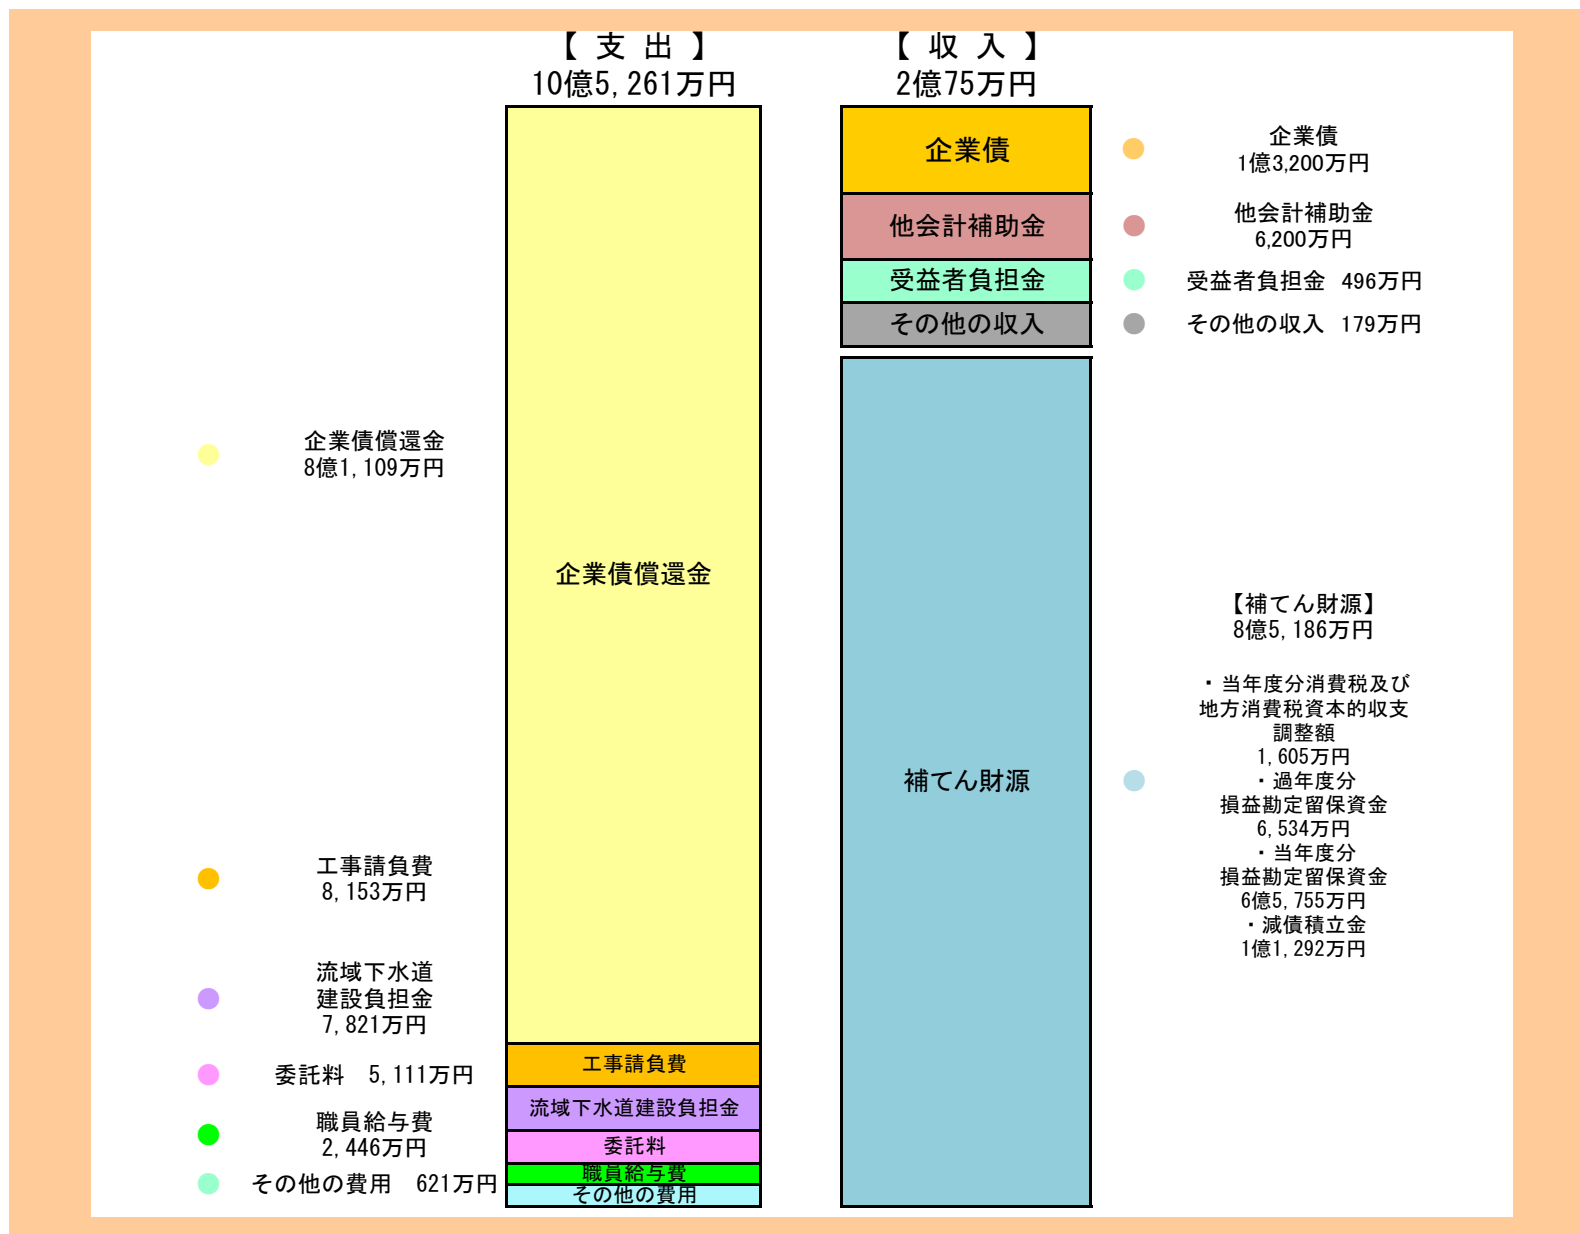 【 支 出 】
10億5,261万円
【 収 入 】
2億75万円
企業債償還金
8億1,109万円
工事請負費
8,153万円
流域下水道
建設負担金
7,821万円
委託料 5,111万円
職員給与費
2,446万円
その他の費用 621万円
企業債償還金
工事請負費
流域下水道建設負担金
委託料
職員給与費
その他の費用
企業債
他会計補助金
受益者負担金
その他の収入
補てん財源
企業債
1億3,200万円
他会計補助金
6,200万円
受益者負担金 496万円
その他の収入 179万円
【補てん財源】
8億5,186万円
・当年度分消費税及び
地方消費税資本的収支
調整額
1,605万円
・過年度分
損益勘定留保資金
6,534万円
・当年度分
損益勘定留保資金
6億5,755万円
・減債積立金
1億1,292万円